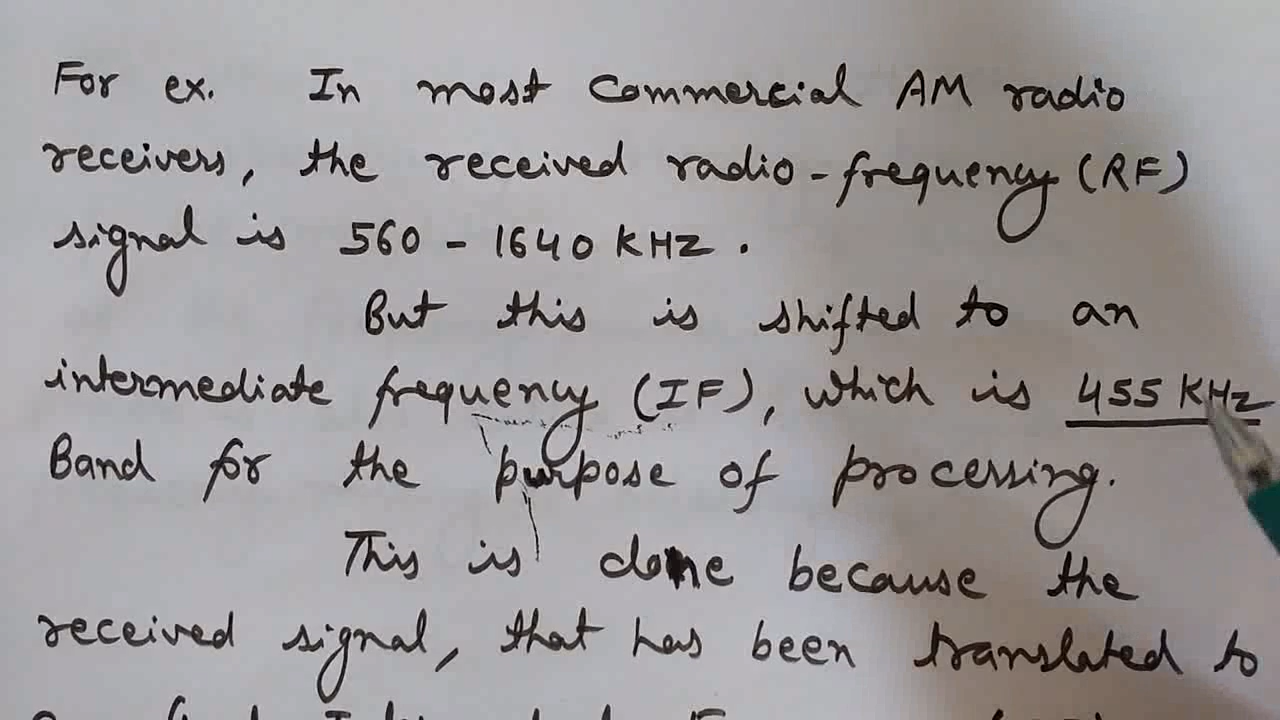 For ex. In most Commercial AM radio
receivers, the received radio-frequency (RF)
signal is 560 - 1640 KHZ.
But this is shifted to an
intermediate frequency (IF), which is 455 KHz
Band for the purpose of processing.
This is done because the
received signal, that has been translated to